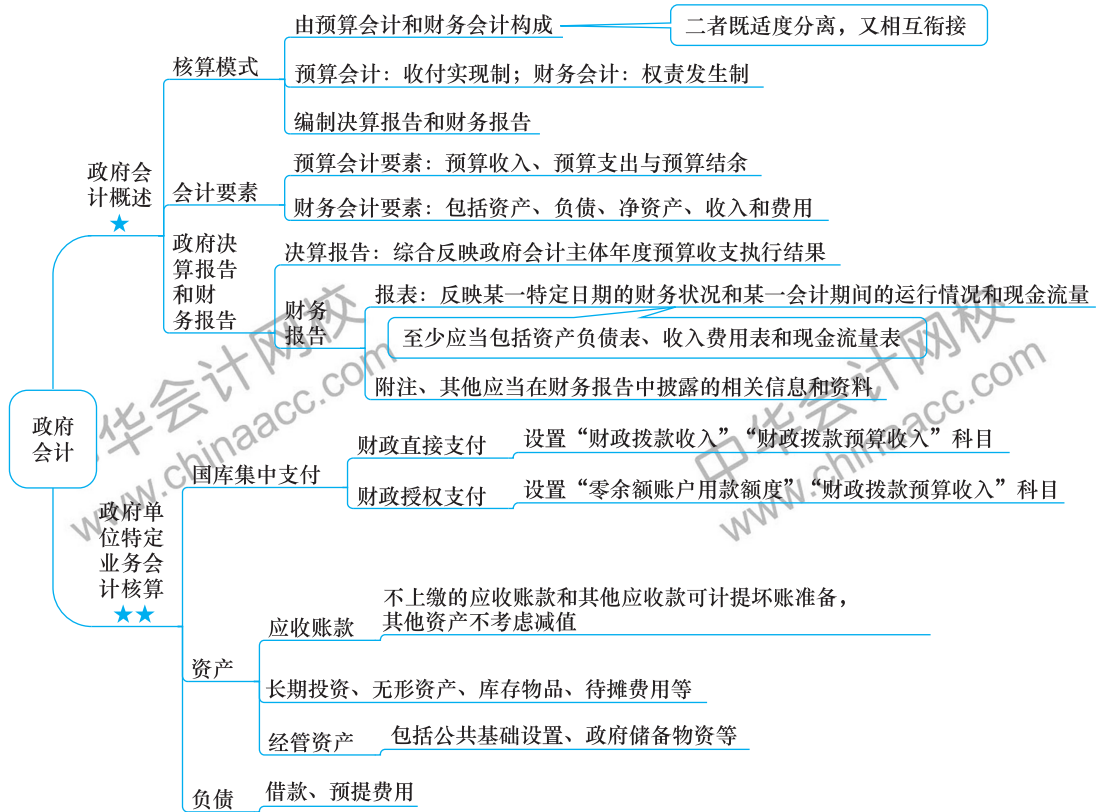 由预算会计和财务会计构成
二者既适度分离，又相互衔接
核算模式
预算会计：收付实现制；财务会计：权责发生制
编制决算报告和财务报告
政府会
计概述
★
预算会计要素：预算收入、预算支出与预算结余
会计要素
财务会计要素：包括资产、负债、净资产、收入和费用
政府决
算报告
和财
务报告
决算报告：综合反映政府会计主体年度预算收支执行结果
财务
报告
报表：反映某一特定日期的财务状况和某一会计期间的运行情况和现金流量
至少应当包括资产负债表、收入费用表和现金流量表
附注、其他应当在财务报告中披露的相关信息和资料
政府
会计
国库集中支付
财政直接支付
设置“财政拨款收入”“财政拨款预算收入”科目
财政授权支付
设置“零余额账户用款额度”“财政拨款预算收入”科目
政府单
位特定
业务会
计核算
★★
资产
应收账款
不上缴的应收账款和其他应收款可计提坏账准备，
其他资产不考虑减值
长期投资、无形资产、库存物品、待摊费用等
经管资产
包括公共基础设置、政府储备物资等
负债
借款、预提费用
华会计网校
www.chinaacc.com
中华会计网校
www.chinaacc.com